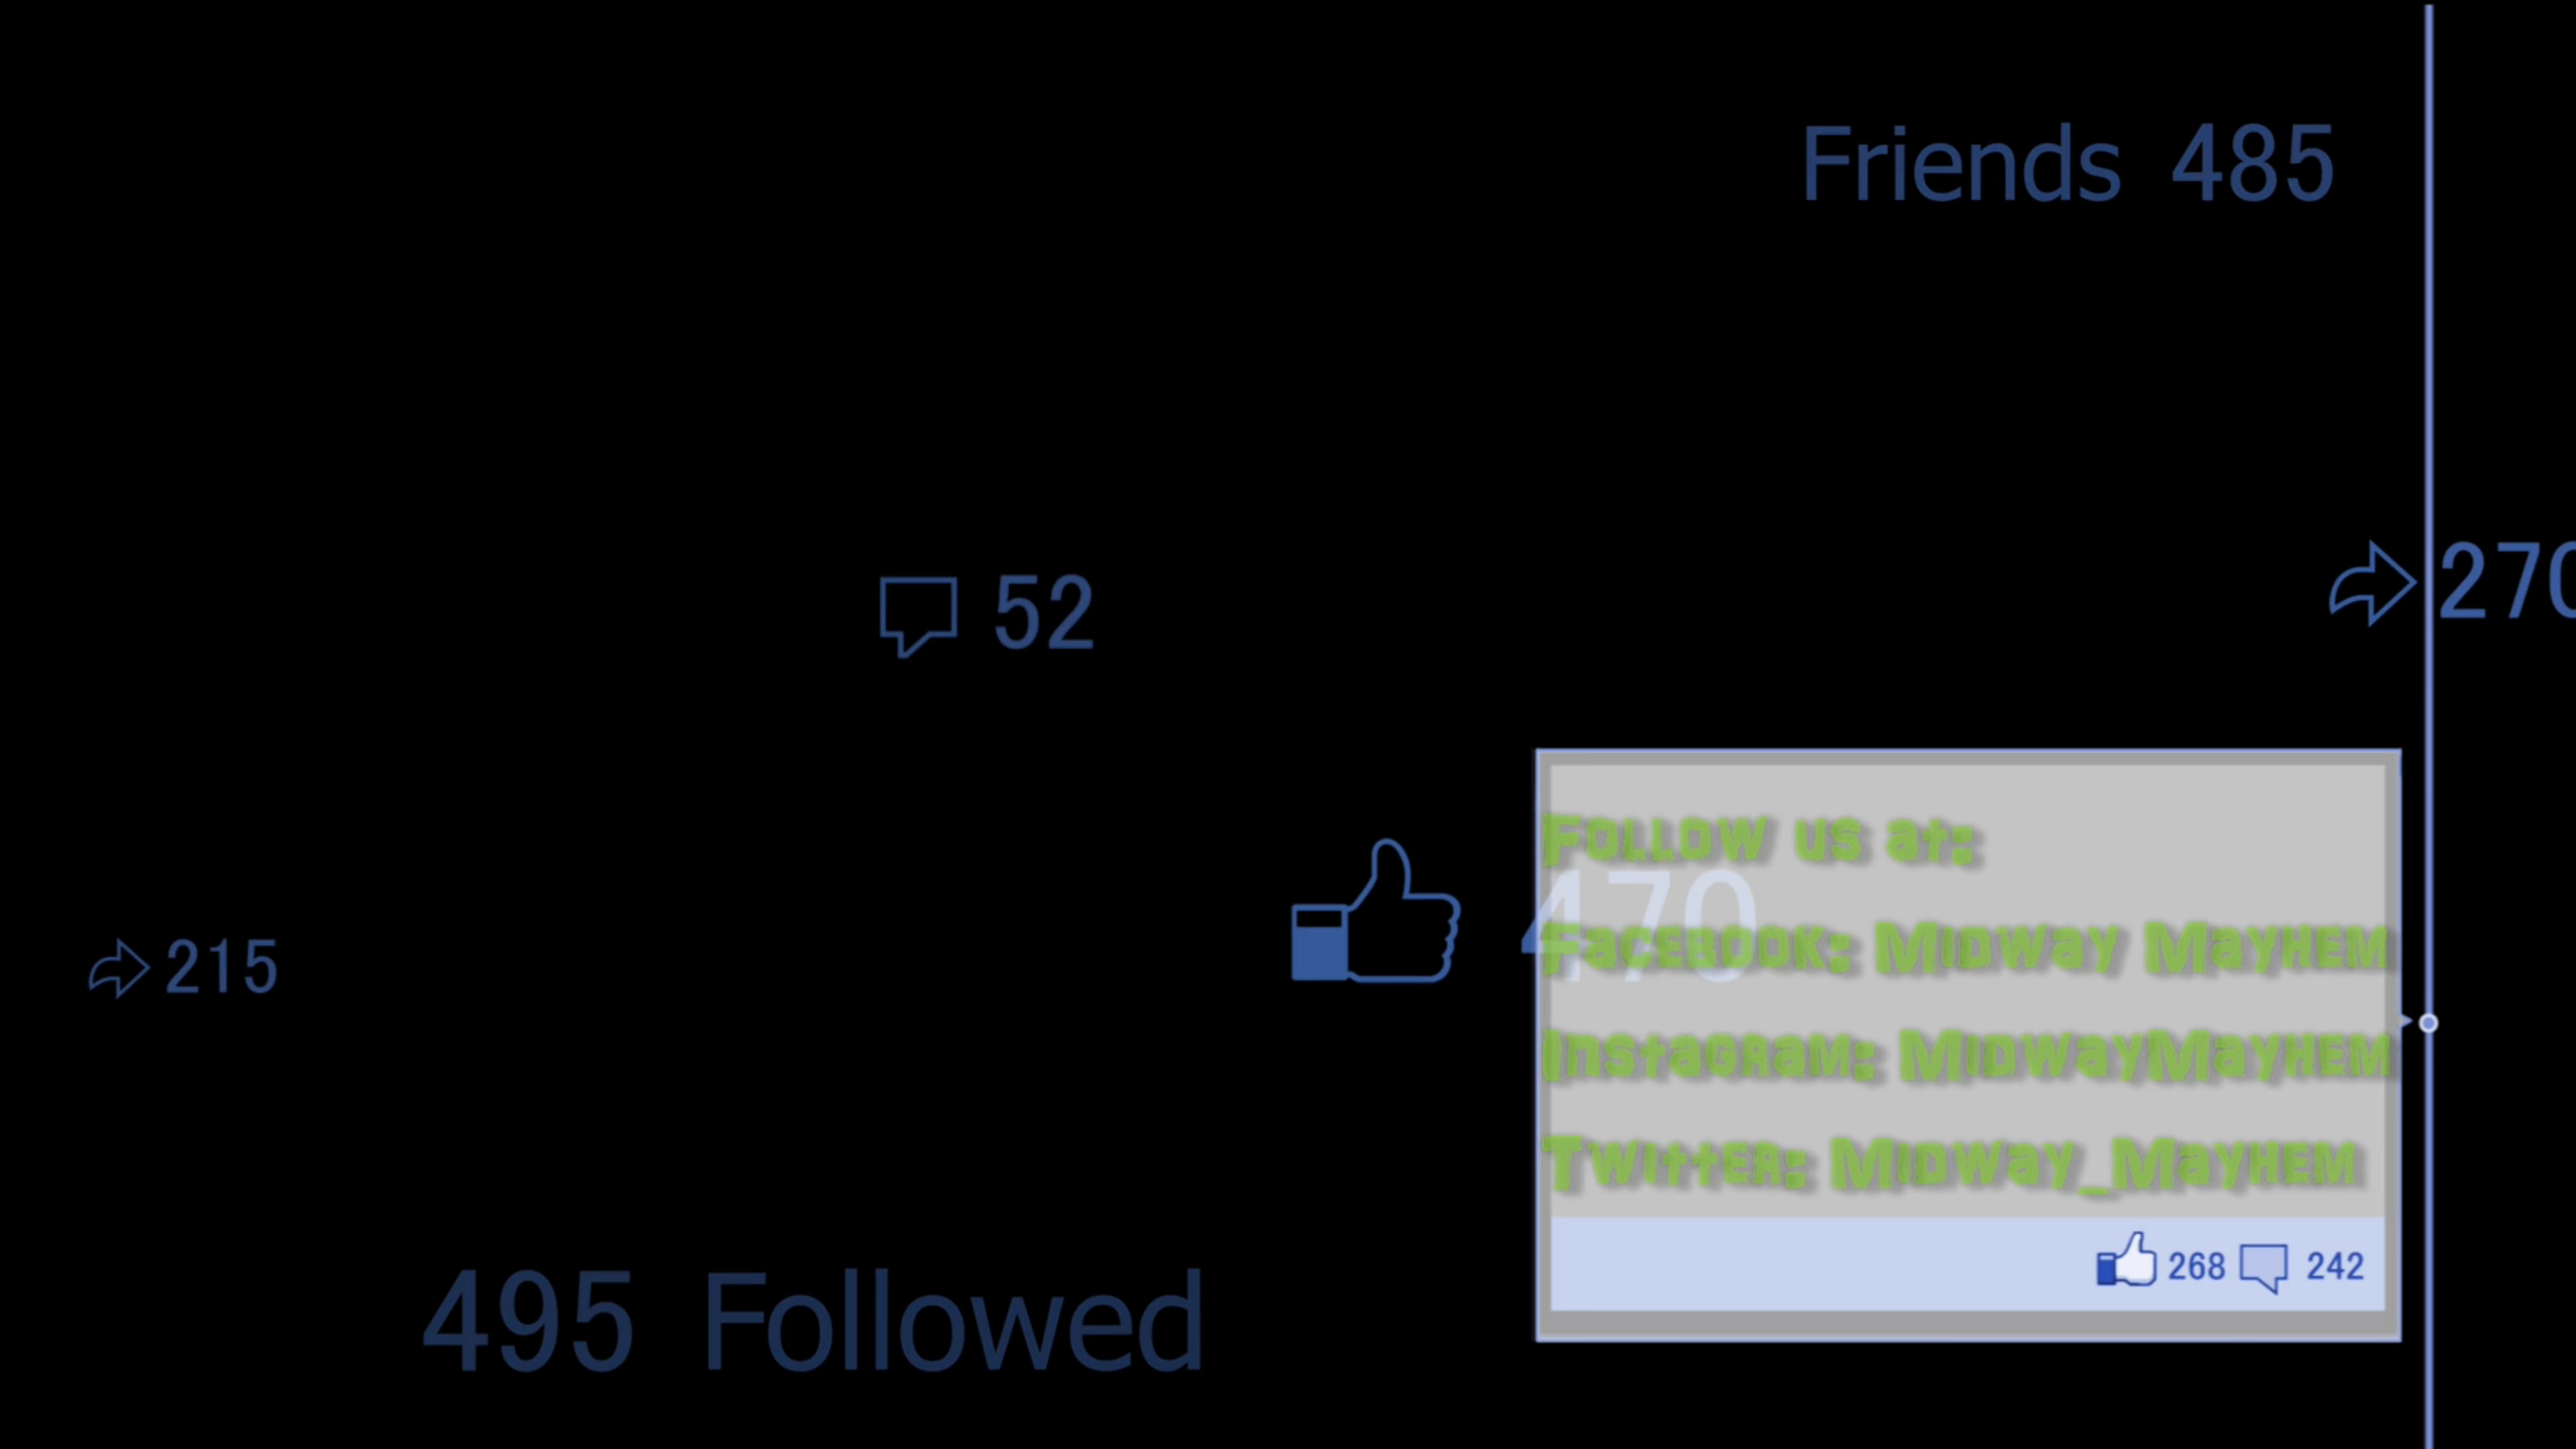 Friends 485
270
52
Follow us at:
470
Facebook: Midway Mayhem
215
Instagram: MidwayMayhem
Twitter: Midway_Mayhem
268 242
495 Followed